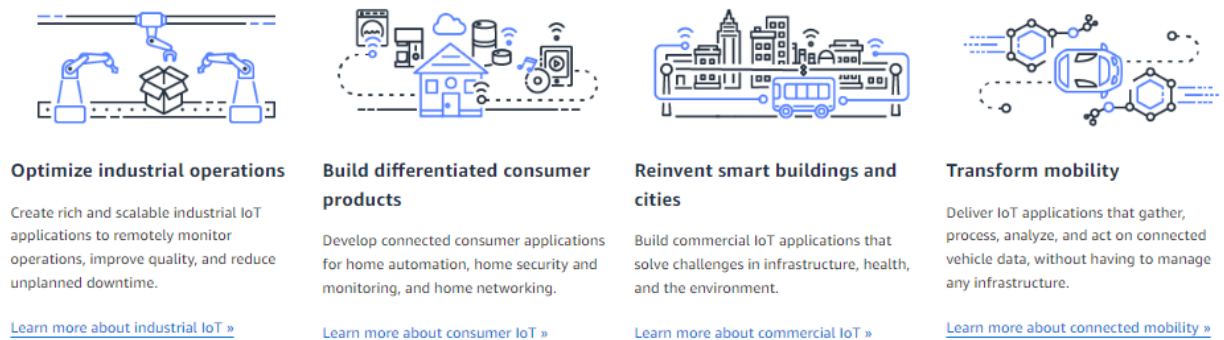 Optimize industrial operations
Create rich and scalable industrial IoT
applications to remotely monitor
operations, improve quality, and reduce
unplanned downtime.
Learn more about industrial IoT »
Build differentiated consumer
products
Develop connected consumer applications
for home automation, home security and
monitoring, and home networking.
Learn more about consumer IoT »
Reinvent smart buildings and
cities
Build commercial IoT applications that
solve challenges in infrastructure, health,
and the environment.
Learn more about commercial IoT »
Transform mobility
Deliver IoT applications that gather,
process, analyze, and act on connected
vehicle data, without having to manage
any infrastructure.
Learn more about connected mobility »